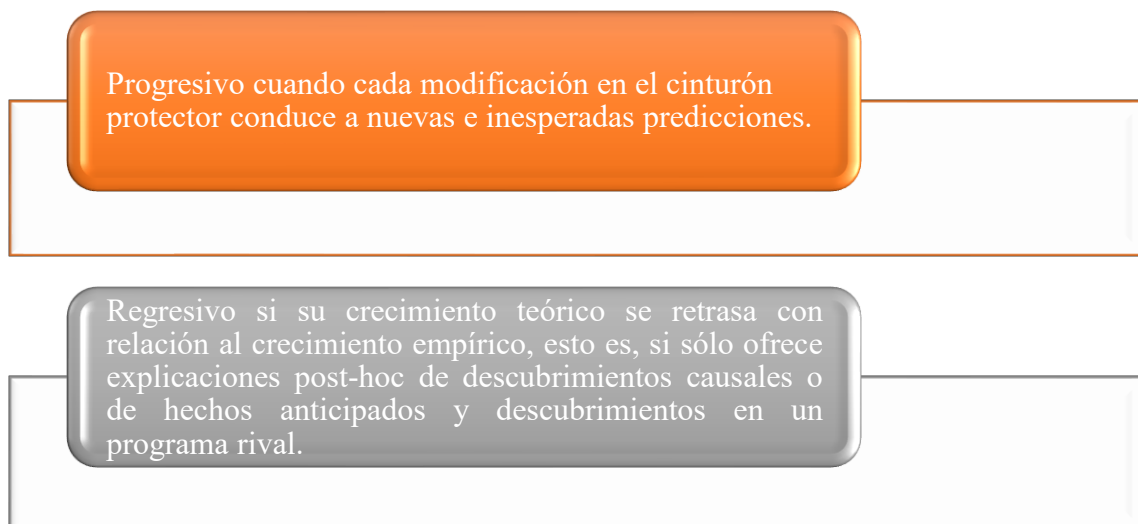 Progresivo cuando cada modificación en el cinturón
protector conduce a nuevas e inesperadas predicciones.
Regresivo si su crecimiento teórico se retrasa con
relación al crecimiento empírico, esto es, si sólo ofrece
explicaciones post-hoc de descubrimientos causales o
de hechos anticipados y descubrimientos en un
programa rival.